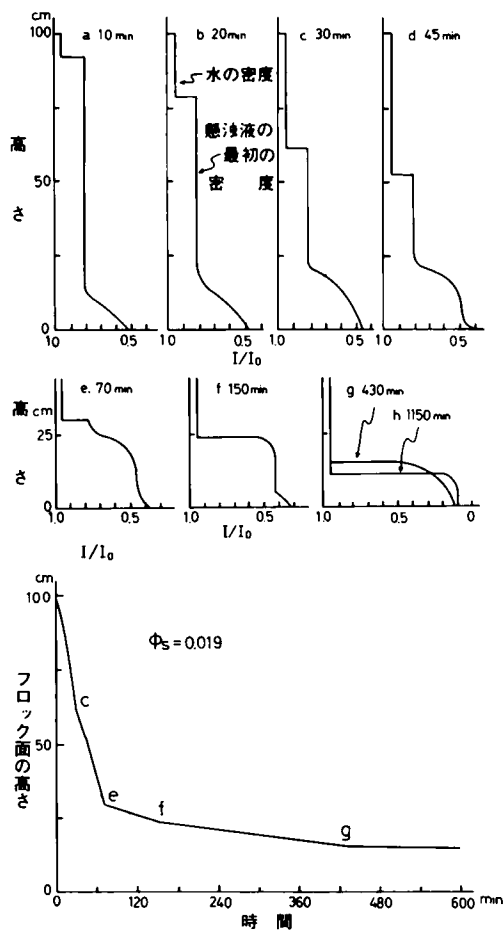 cm
100
50
0
高さ
a 10 min
b 20 min
c 30 min
d 45 min
水の密度
懸濁液の
最初の
密度
1.0 0.5
1.0 0.5
1.0 0.5
1.0 0.5
I/I₀
e. 70 min
f 150 min
g 430min
h 1150min
高さ
cm
25
0
1.0 0.5
1.0 0.5
1.0 0.5 0
I/I₀
I/I₀
cm
100
50
0
フロック面の高さ
Φs = 0.019
c
e
f
g
0 120 240 360 480 600 min
時間